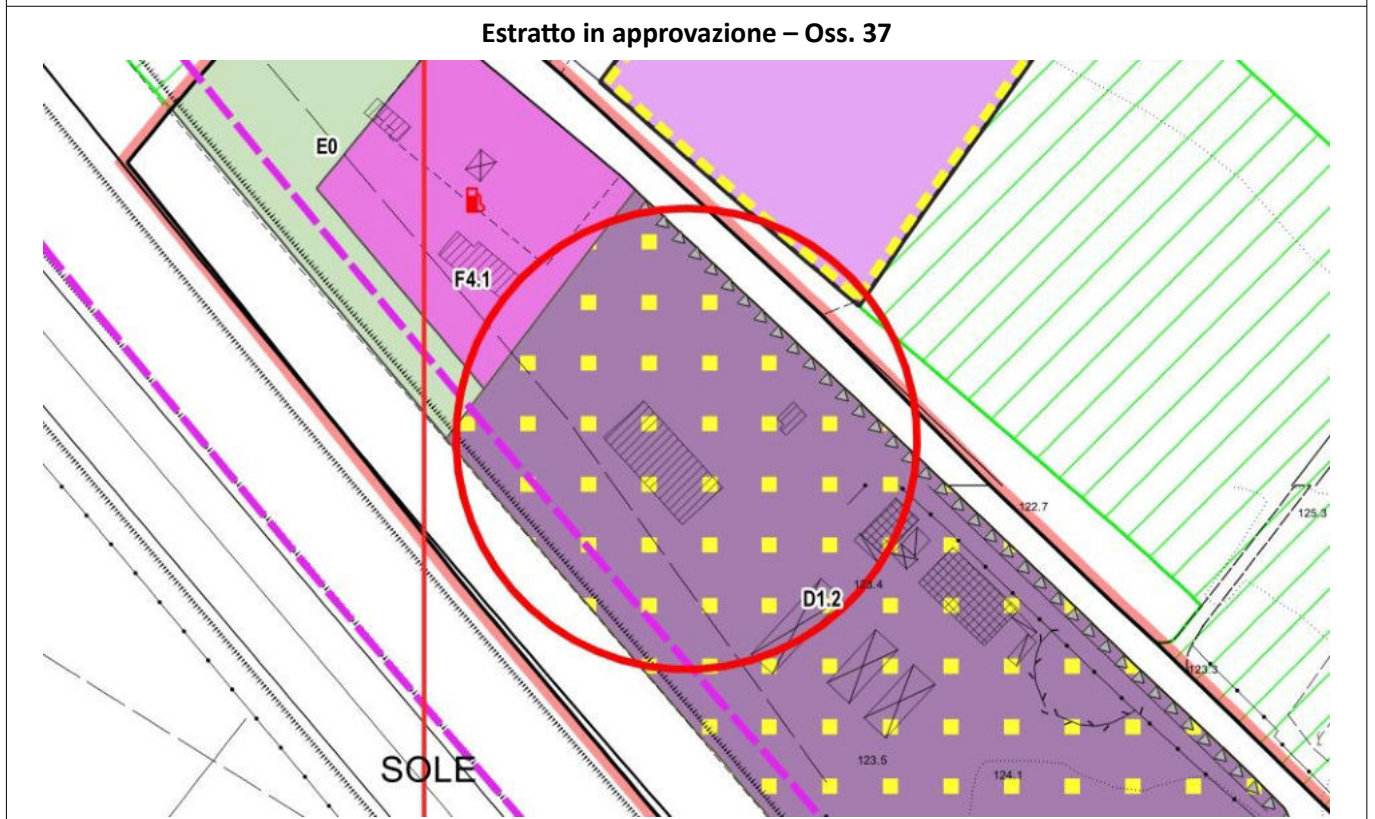 Estratto in approvazione – Oss. 37
E0
F4.1
122.7
125.3
123.4
D1.2
123.3
SOLE
123.5
124.1